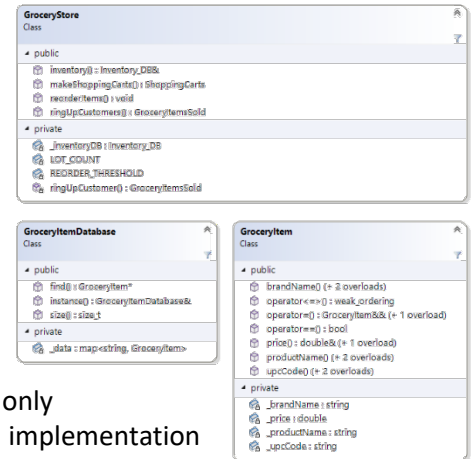 GroceryStore
Class
public
inventory() : Inventory_DB&
makeShoppingCarts() : ShoppingCarts
reorderItems() : void
ringUpCustomers() : GroceryItemsSold
private
_inventoryDB : Inventory_DB
LOT_COUNT
REORDER_THRESHOLD
ringUpCustomer() : GroceryItemsSold
GroceryItemDatabase
Class
public
find() : GroceryItem*
instance() : GroceryItemDatabase&
size() : size_t
private
_data : map<string, GroceryItem>
GroceryItem
Class
public
brandName() (+ 2 overloads)
operator<=>() : weak_ordering
operator=() : GroceryItem&& (+ 1 overload)
operator==() : bool
price() : double& (+ 1 overload)
productName() (+ 2 overloads)
upcCode() (+ 2 overloads)
private
_brandName : string
_price : double
_productName : string
_upcCode : string
only
implementation